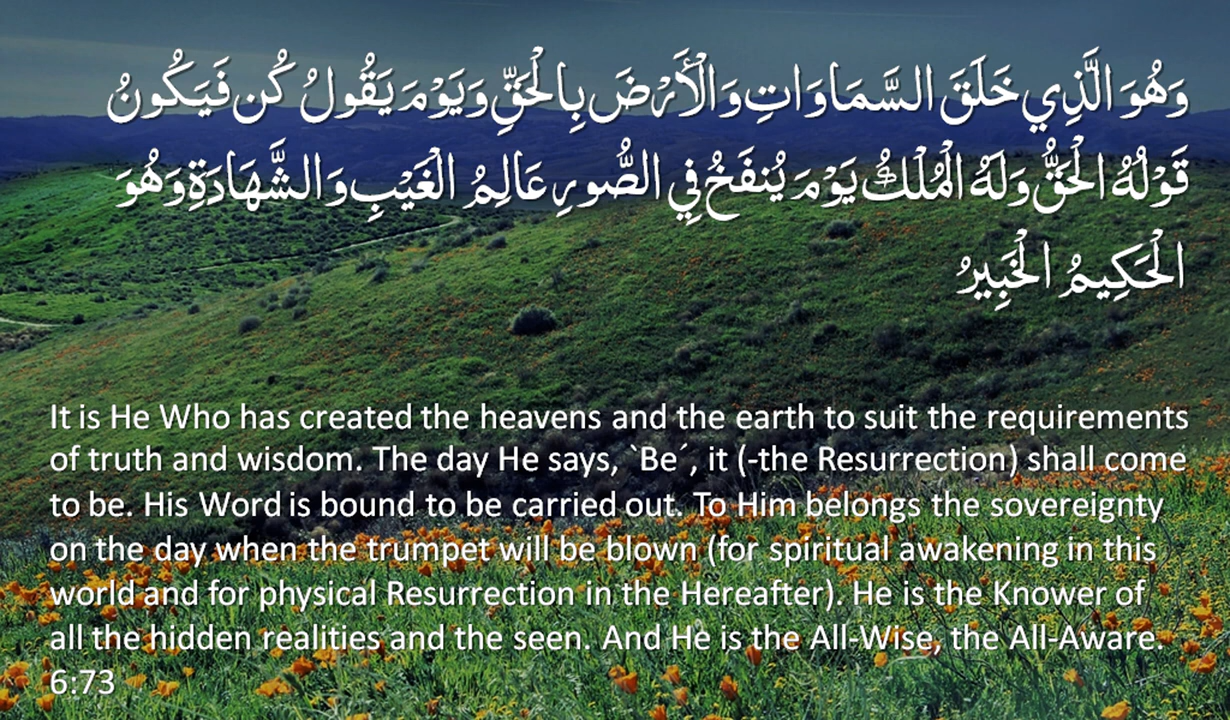 وَهُوَ الَّذِي خَلَقَ السَّمَاوَاتِ وَالْأَرْضَ بِالْحَقِّ وَيَوْمَ يَقُولُ كُن فَيَكُونُ
قَوْلُهُ الْحَقُّ وَلَهُ الْمُلْكُ يَوْمَ يُنفَخُ فِي الصُّورِ عَالِمُ الْغَيْبِ وَالشَّهَادَةِ وَهُوَ
الْحَكِيمُ الْخَبِيرُ
It is He Who has created the heavens and the earth to suit the requirements
of truth and wisdom. The day He says, `Be´, it (-the Resurrection) shall come
to be. His Word is bound to be carried out. To Him belongs the sovereignty
on the day when the trumpet will be blown (for spiritual awakening in this
world and for physical Resurrection in the Hereafter). He is the Knower of
all the hidden realities and the seen. And He is the All-Wise, the All-Aware.
6:73